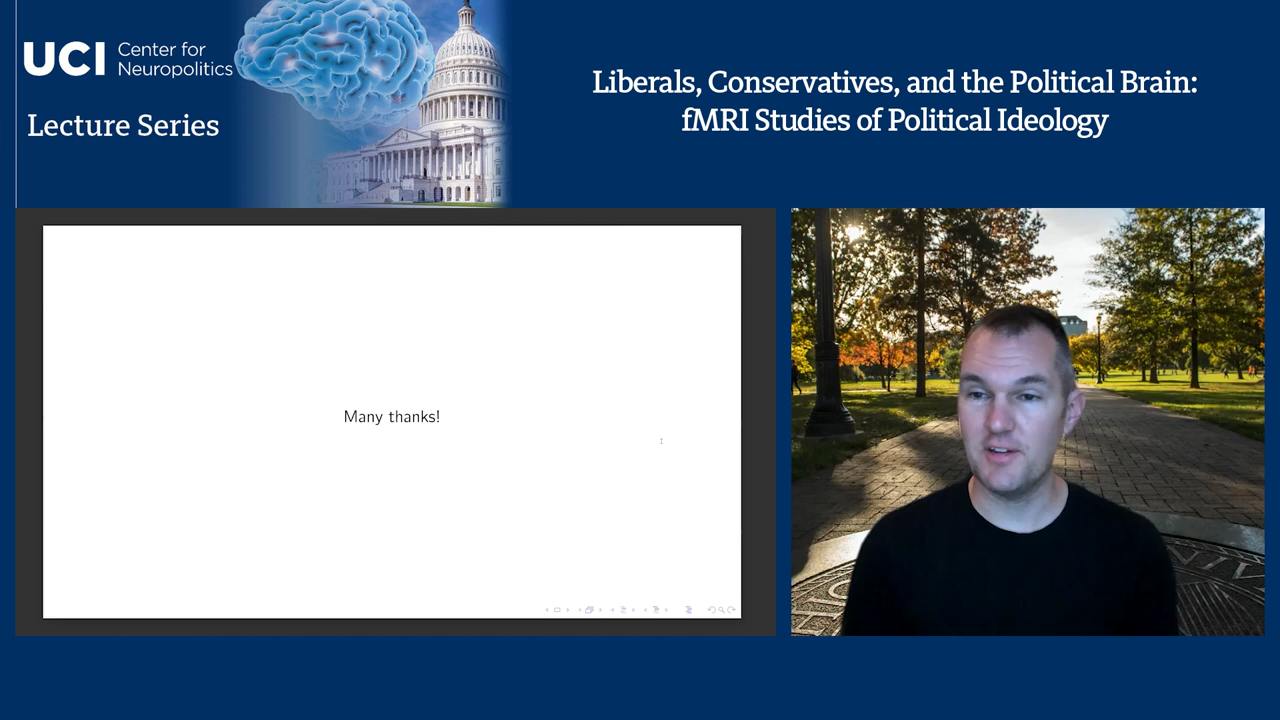 UCI Center for
Neuropolitics
Lecture Series
Liberals, Conservatives, and the Political Brain:
fMRI Studies of Political Ideology
Many thanks!